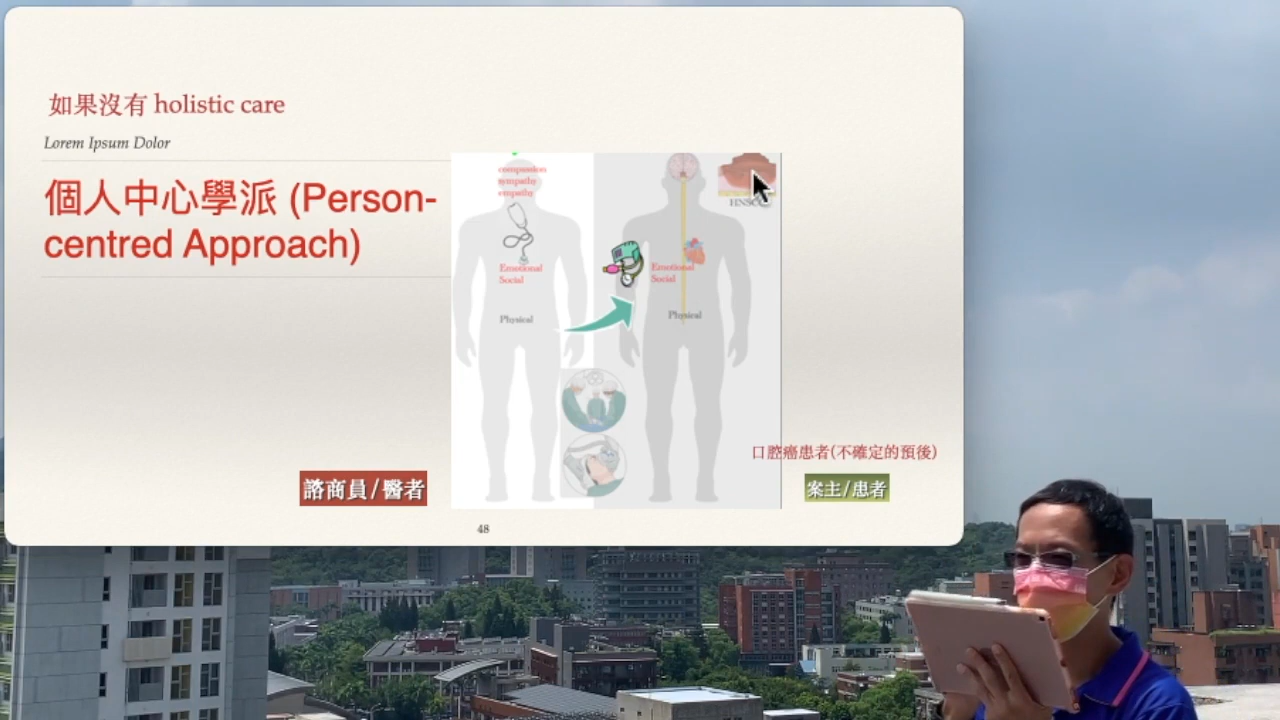 如果沒有 holistic care
Lorem Ipsum Dolor
個人中心學派 (Person-
centred Approach)
compassion
sympathy
empathy
Emotional
Social
Physical
Emotional
Social
Physical
口腔癌患者(不確定的預後)
諮商員/醫者
案主/患者
48